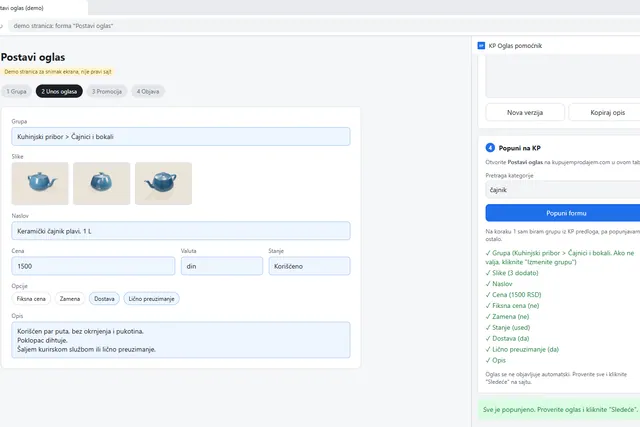 tavi oglas (demo)
demo stranica: forma "Postavi oglas"
Postavi oglas
Demo stranica za snimak ekrana, nije pravi sajt
1 Grupa
2 Unos oglasa
3 Promocija
4 Objava
Grupa
Kuhinjski pribor > Čajnici i bokali
Slike
Naslov
Keramički čajnik plavi. 1 L
Cena
Valuta
Stanje
1500
din
Korišćeno
Opcije
Fiksna cena
Zamena
Dostava
Lično preuzimanje
Opis
Korišćen par puta, bez okrnjenja i pukotina.
Poklopac dihtuje.
Šaljem kurirskom službom ili lično preuzimanje.
KP Oglas pomoćnik
Nova verzija
Kopiraj opis
4 Popuni na KP
Otvorite Postavi oglas na kupujemprodajem.com u ovom tab
Pretraga kategorije
čajnik
Popuni formu
Na koraku 1 sam biram grupu iz KP predloga, pa popunjavam
ostalo.
✓ Grupa (Kuhinjski pribor > Čajnici i bokali. Ako ne
valja, kliknite "Izmenite grupu")
✓ Slike (3 dodato)
✓ Naslov
✓ Cena (1500 RSD)
✓ Fiksna cena (ne)
✓ Zamena (ne)
✓ Stanje (used)
✓ Dostava (da)
✓ Lično preuzimanje (da)
✓ Opis
Oglas se ne objavljuje automatski. Proverite sve i kliknite
"Sledeće" na sajtu.
Sve je popunjeno. Proverite oglas i kliknite "Sledeće".